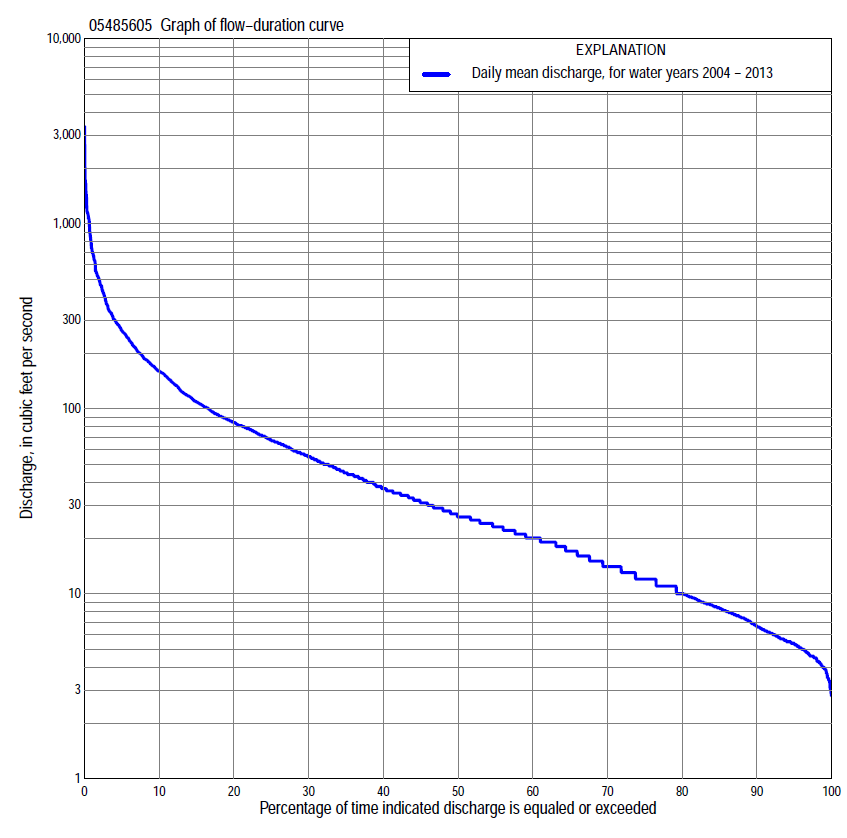 05485605 Graph of flow−duration curve
EXPLANATION
Daily mean discharge, for water years 2004 − 2013
10,000
3,000
1,000
300
100
30
10
3
1
Discharge, in cubic feet per second
0 10 20 30 40 50 60 70 80 90 100
Percentage of time indicated discharge is equaled or exceeded